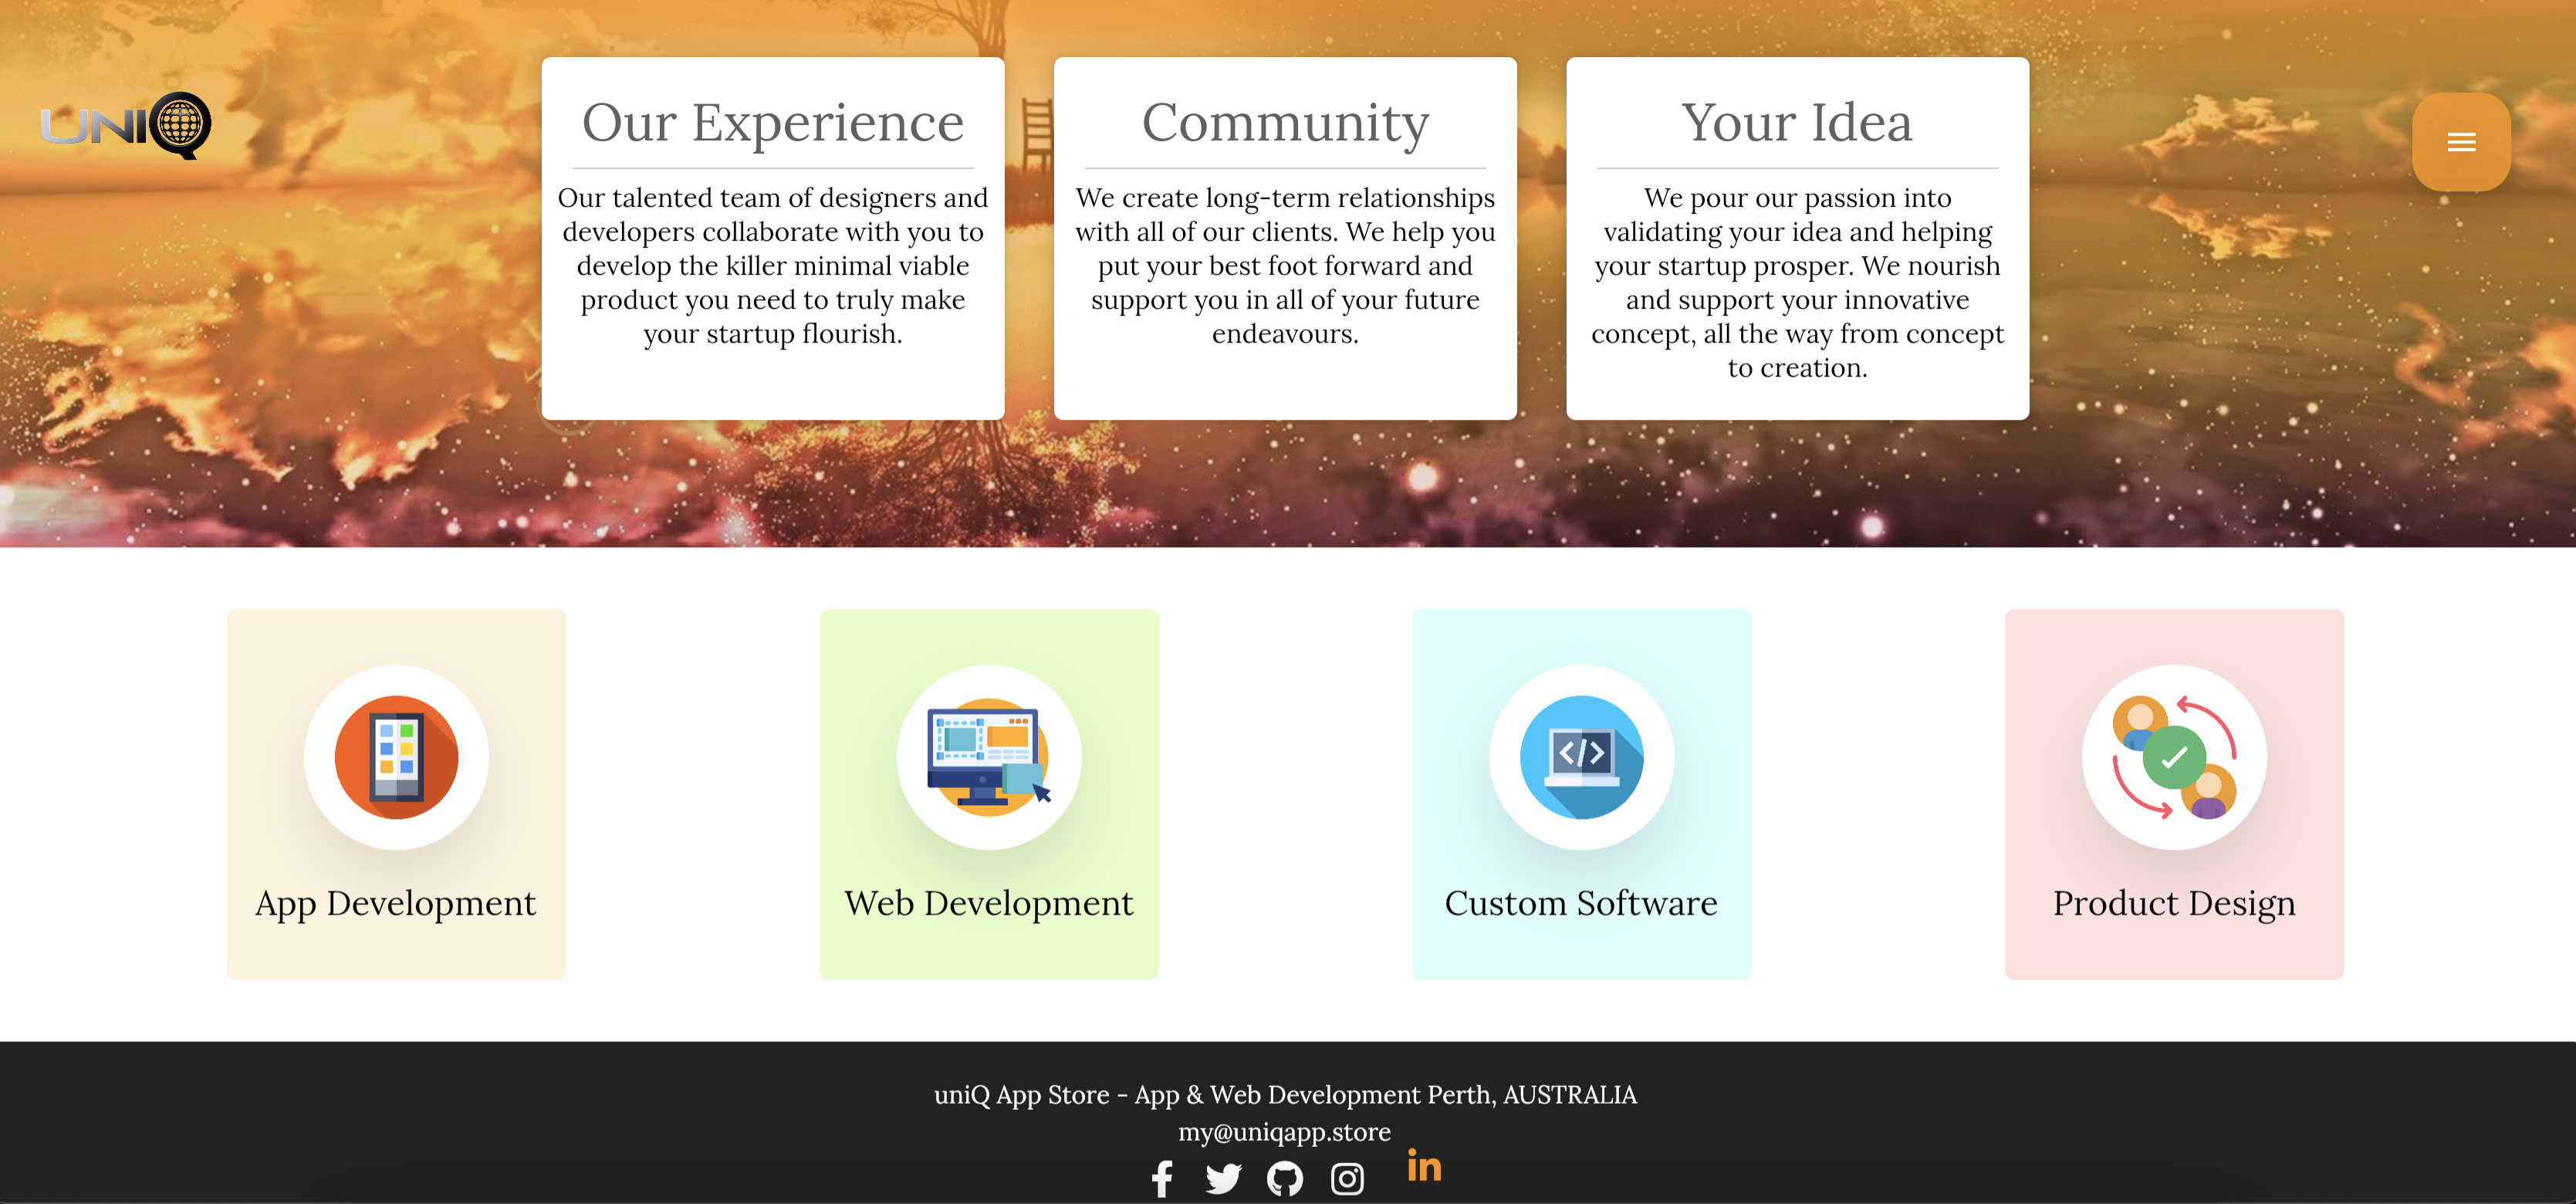 UNIQ
Our Experience
Our talented team of designers and
developers collaborate with you to
develop the killer minimal viable
product you need to truly make
your startup flourish.
Community
We create long-term relationships
with all of our clients. We help you
put your best foot forward and
support you in all of your future
endeavours.
Your Idea
We pour our passion into
validating your idea and helping
your startup prosper. We nourish
and support your innovative
concept, all the way from concept
to creation.
App Development
Web Development
Custom Software
Product Design
uniQ App Store - App & Web Development Perth, AUSTRALIA
my@uniqapp.store
in